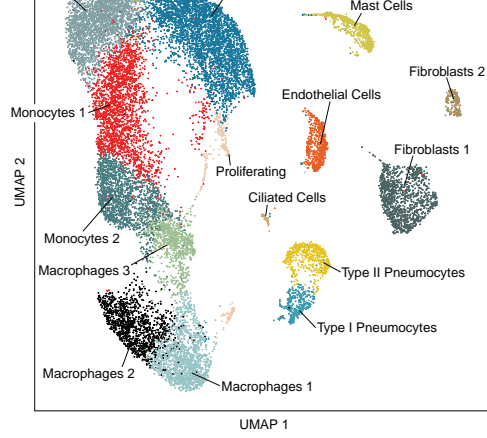 Mast Cells
Fibroblasts 2
Endothelial Cells
Monocytes 1
Fibroblasts 1
Proliferating
UMAP 2
Ciliated Cells
Monocytes 2
Macrophages 3
Type II Pneumocytes
Type I Pneumocytes
Macrophages 2
Macrophages 1
UMAP 1